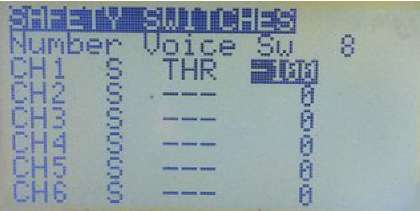 SAFETY SWITCHES
Number Voice Sw 8
CH1 S THR -100
CH2 S --- 0
CH3 S --- 0
CH4 S --- 0
CH5 S --- 0
CH6 S --- 0